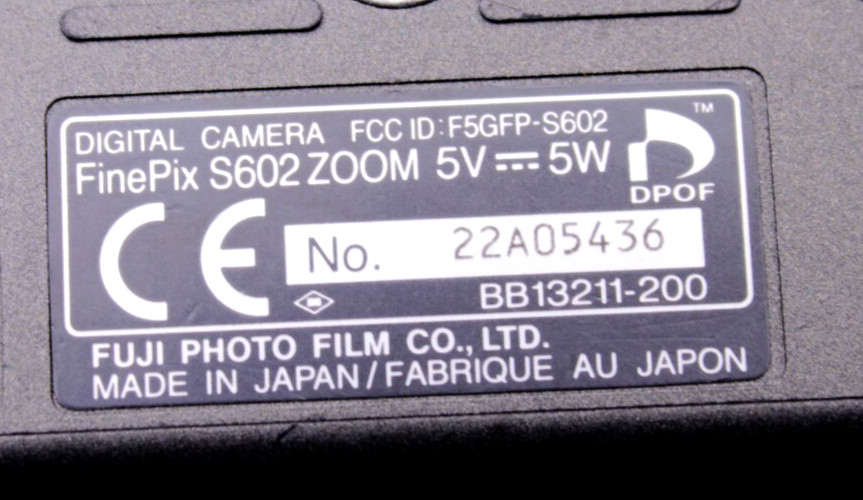 DIGITAL CAMERA FCC ID:F5GFP-S602
TM
FinePix S602 ZOOM 5V ⎓ 5W
DPOF
CE
No. 22A05436
BB13211-200
FUJI PHOTO FILM CO., LTD.
MADE IN JAPAN/FABRIQUE AU JAPON